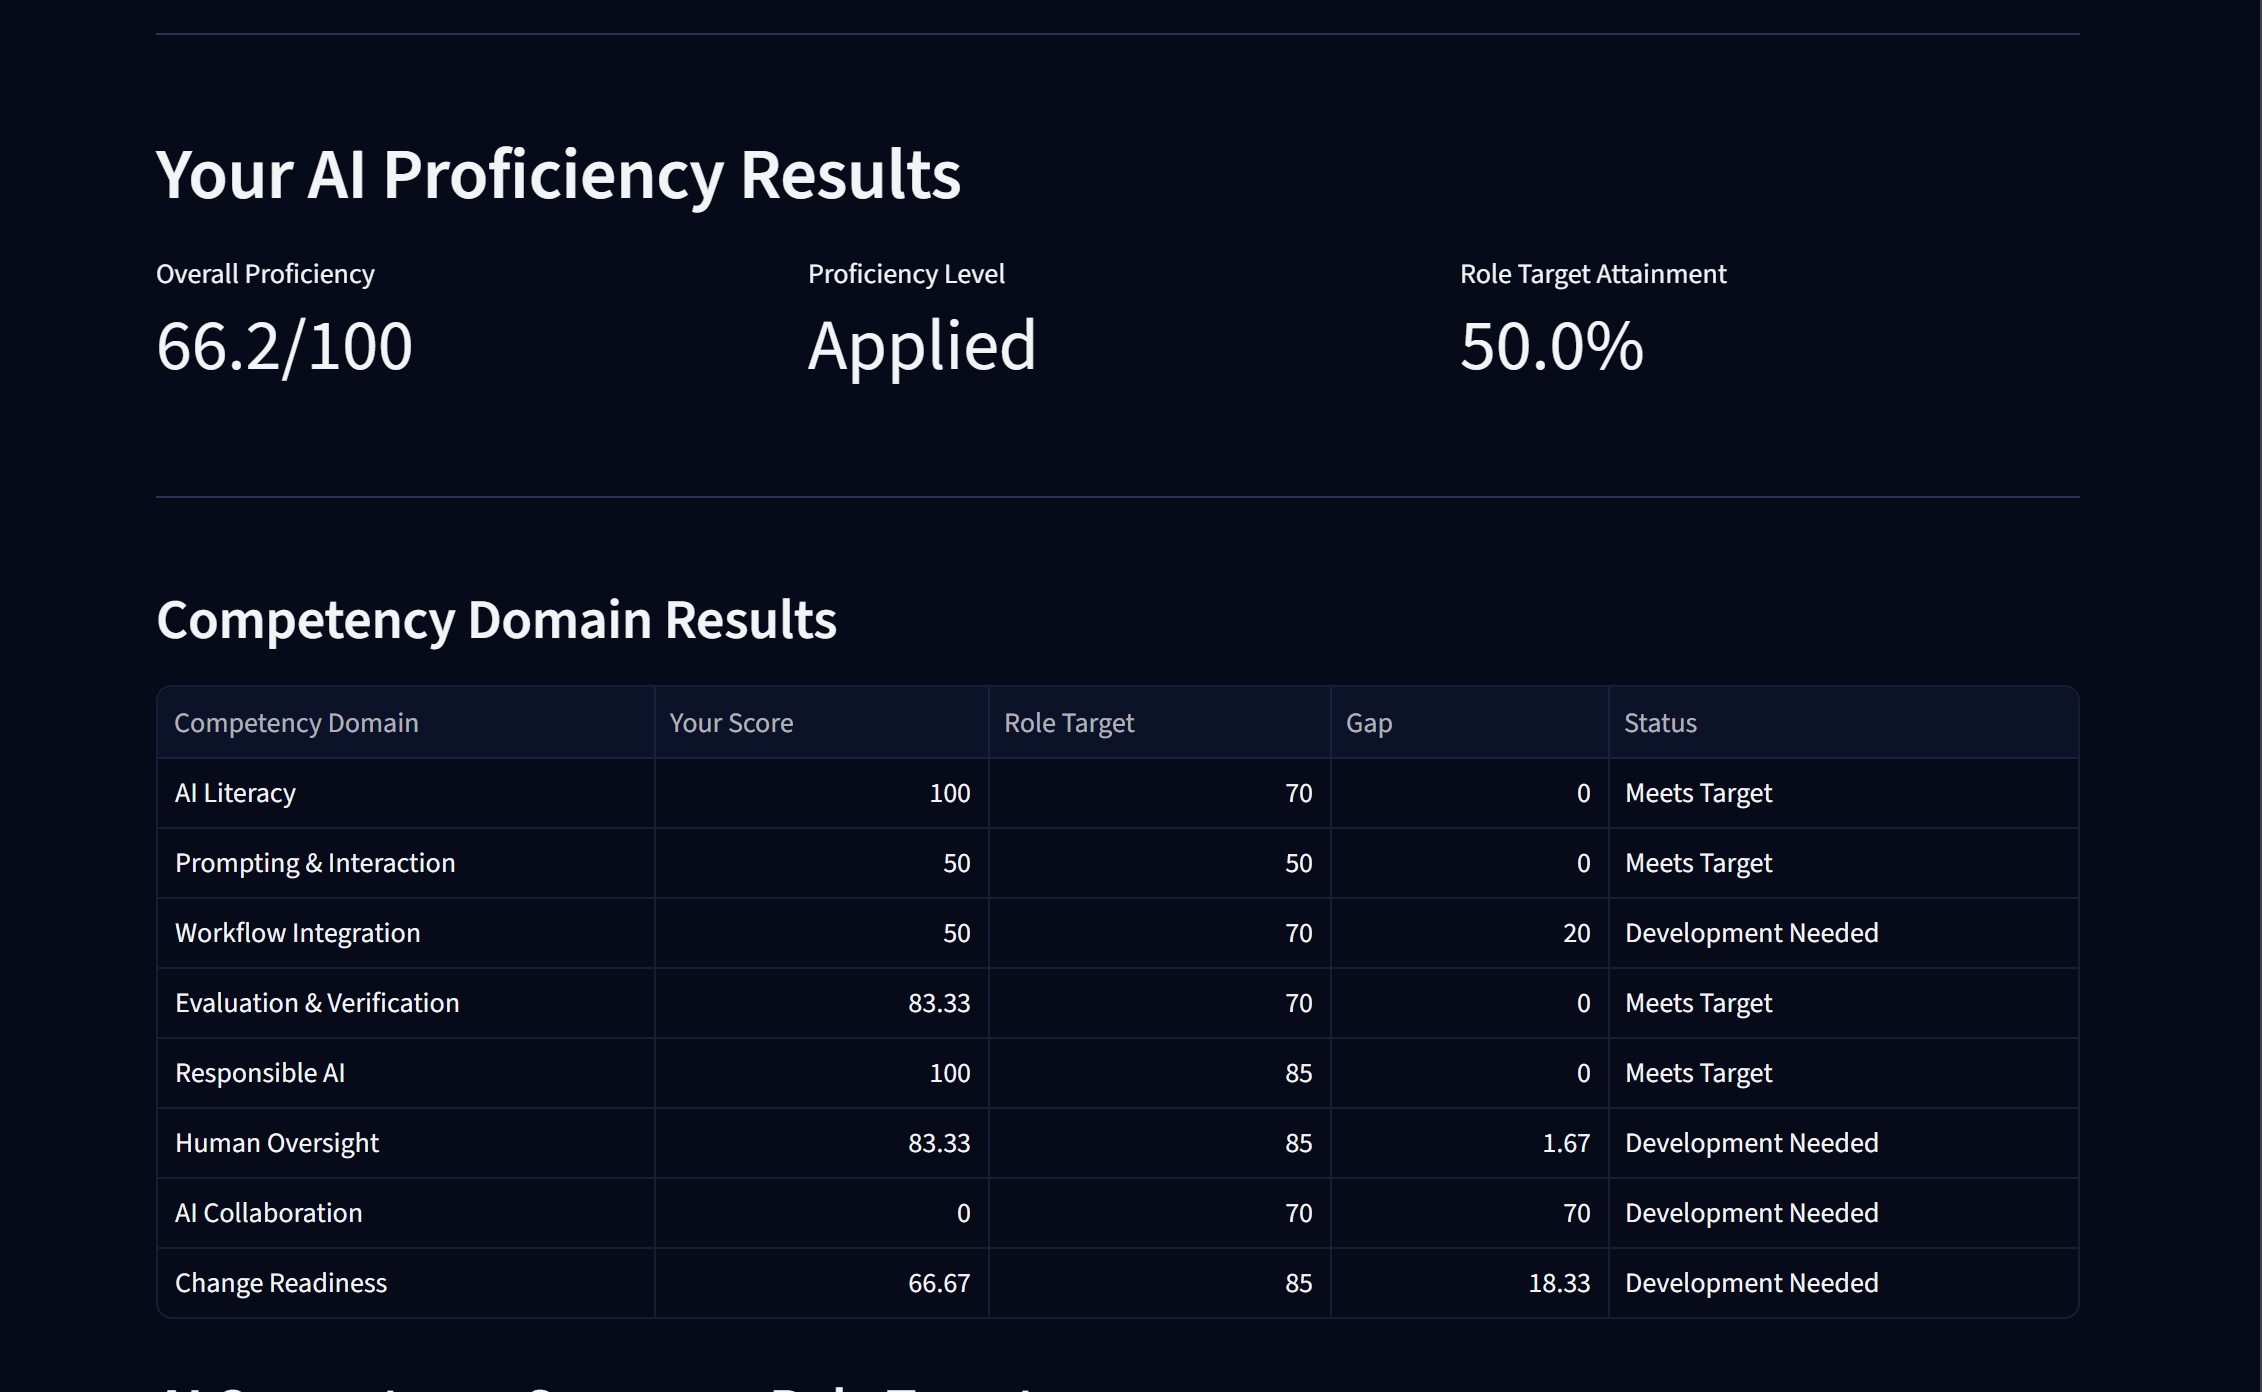 Your AI Proficiency Results
Overall Proficiency Proficiency Level Role Target Attainment
66.2/100 Applied 50.0%
Competency Domain Results
Competency Domain Your Score Role Target Gap Status
AI Literacy 100 70 0 Meets Target
Prompting & Interaction 50 50 0 Meets Target
Workflow Integration 50 70 20 Development Needed
Evaluation & Verification 83.33 70 0 Meets Target
Responsible AI 100 85 0 Meets Target
Human Oversight 83.33 85 1.67 Development Needed
AI Collaboration 0 70 70 Development Needed
Change Readiness 66.67 85 18.33 Development Needed